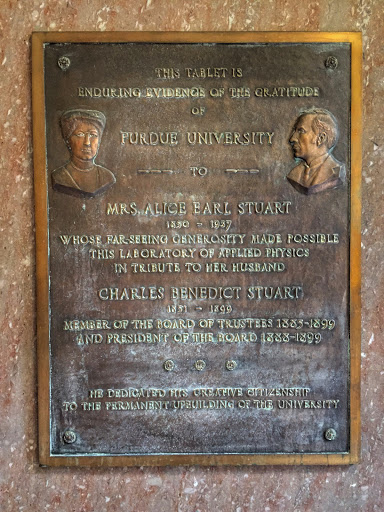 THIS TABLET IS
ENDURING EVIDENCE OF THE GRATITUDE
OF
PURDUE UNIVERSITY
TO
MRS. ALICE EARL STUART
1850 - 1937
WHOSE FAR-SEEING GENEROSITY MADE POSSIBLE
THIS LABORATORY OF APPLIED PHYSICS
IN TRIBUTE TO HER HUSBAND
CHARLES BENEDICT STUART
1851 - 1899
MEMBER OF THE BOARD OF TRUSTEES 1885-1899
AND PRESIDENT OF THE BOARD 1888-1899
HE DEDICATED HIS CREATIVE CITIZENSHIP
TO THE PERMANENT UPBUILDING OF THE UNIVERSITY